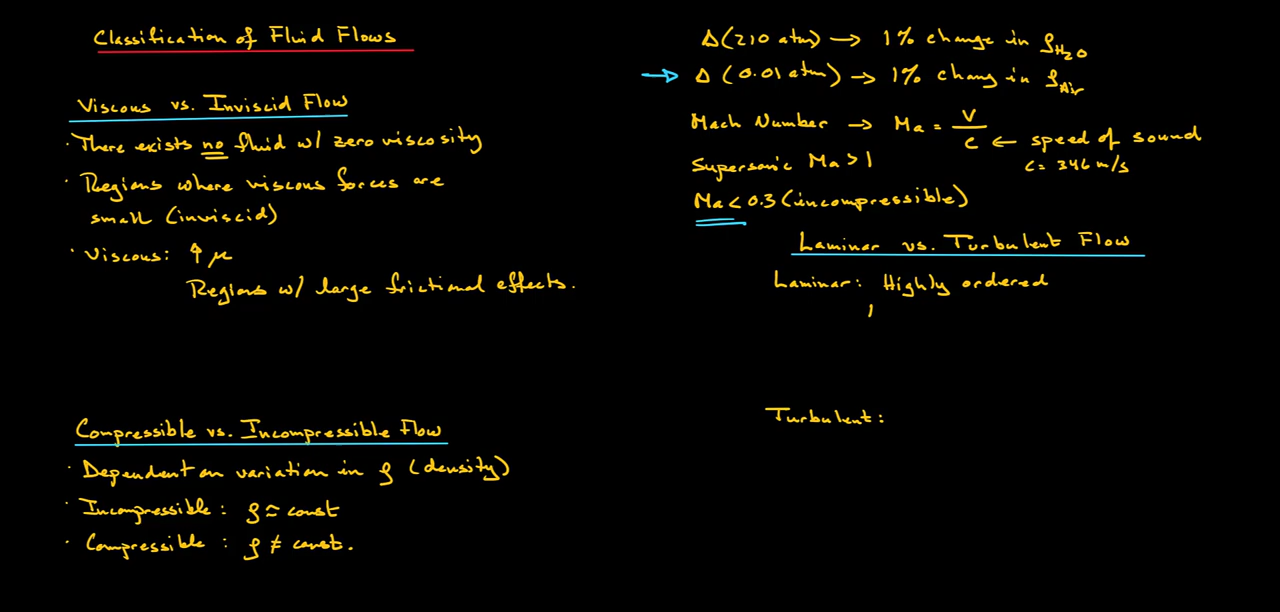 Classification of Fluid Flows
Viscous vs. Inviscid Flow
· There exists no fluid w/ zero viscosity
· Regions where viscous forces are
small (inviscid)
· Viscous: ↑ μ
Regions w/ large frictional effects.
Compressible vs. Incompressible Flow
· Dependent on variation in ρ (density)
· Incompressible: ρ ≈ const
· Compressible: ρ ≠ const.
Δ(210 atm) → 1% change in ρH₂O
→ Δ(0.01 atm) → 1% chang in ρAir
Mach Number → Ma = V/c ← speed of sound
c = 346 m/s
Supersonic Ma > 1
Ma < 0.3 (incompressible)
Laminar vs. Turbulent Flow
Laminar: Highly ordered
Turbulent: